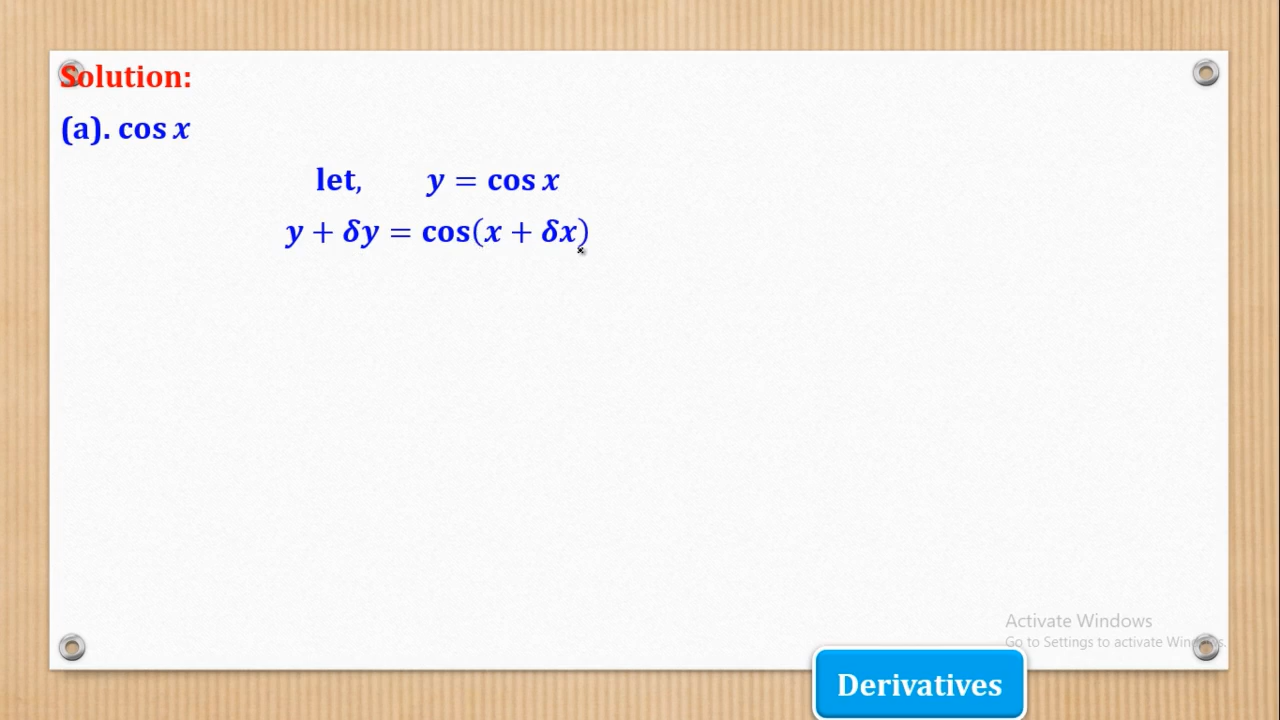 Solution:
(a). cos x
let, y = cos x
y + δy = cos(x + δx)
Activate Windows
Go to Settings to activate Windows.
Derivatives